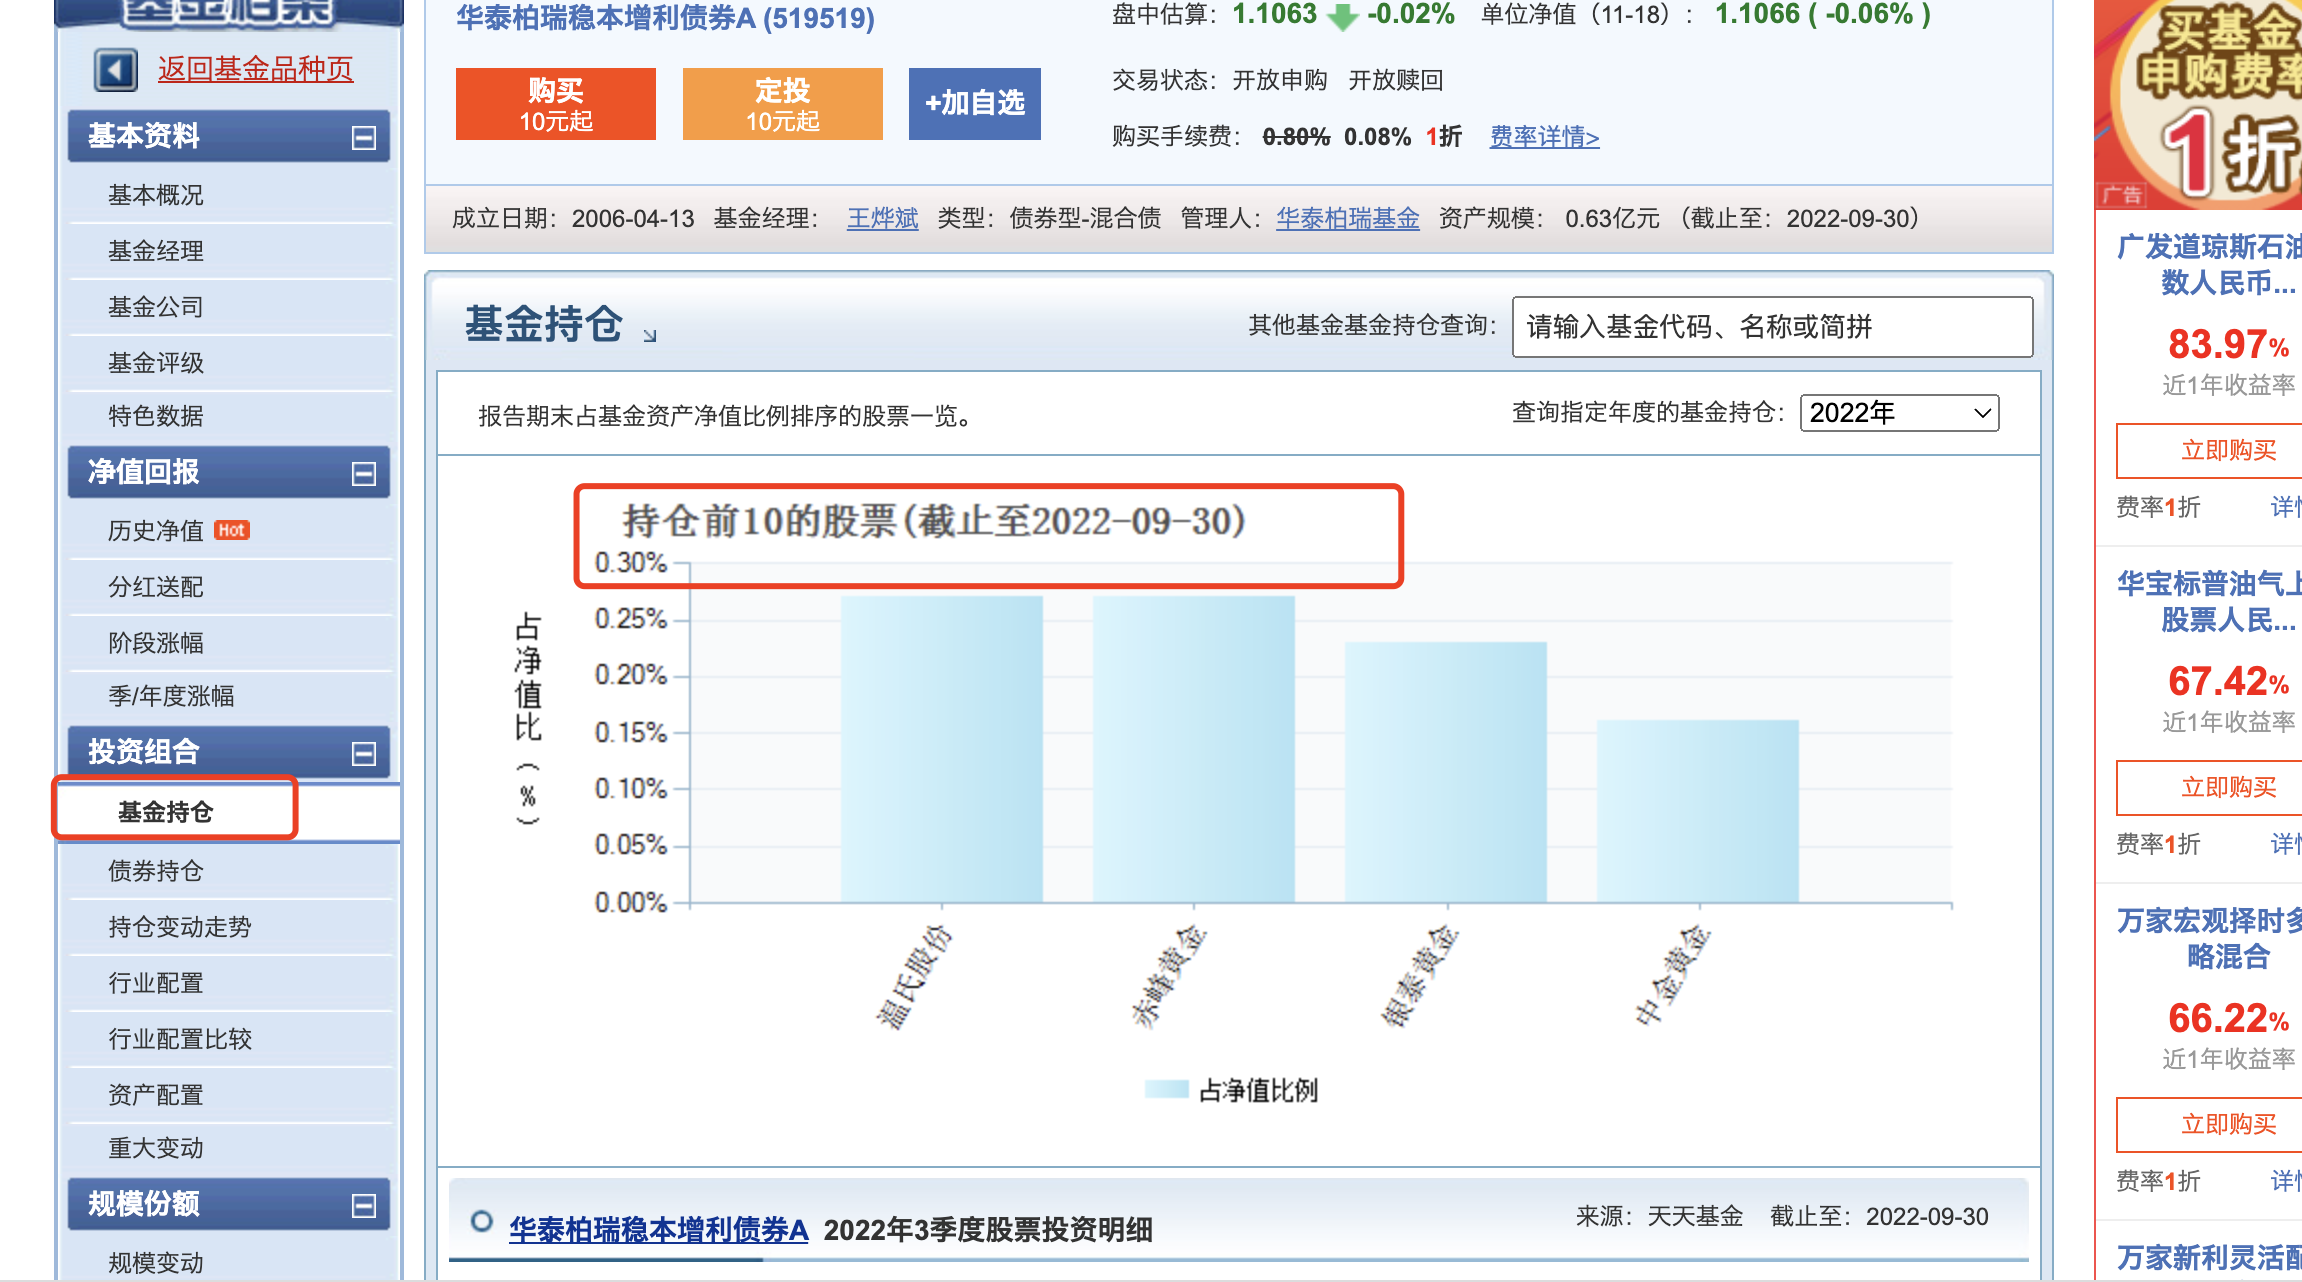 基金档案
返回基金品种页
基本资料
基本概况
基金经理
基金公司
基金评级
特色数据
净值回报
历史净值 Hot
分红送配
阶段涨幅
季/年度涨幅
投资组合
基金持仓
债券持仓
持仓变动走势
行业配置
行业配置比较
资产配置
重大变动
规模份额
规模变动
华泰柏瑞稳本增利债券A (519519)
盘中估算： 1.1063 -0.02% 单位净值（11-18）： 1.1066 ( -0.06% )
购买
10元起
定投
10元起
+加自选
交易状态： 开放申购 开放赎回
购买手续费： 0.80% 0.08% 1折 费率详情>
成立日期：2006-04-13 基金经理： 王烨斌 类型：债券型-混合债 管理人：华泰柏瑞基金 资产规模： 0.63亿元 （截止至：2022-09-30）
基金持仓
其他基金基金持仓查询： 请输入基金代码、名称或简拼
报告期末占基金资产净值比例排序的股票一览。
查询指定年度的基金持仓： 2022年
持仓前10的股票(截止至2022-09-30)
占净值比（%）
0.30%
0.25%
0.20%
0.15%
0.10%
0.05%
0.00%
温氏股份
赤峰黄金
银泰黄金
中金黄金
占净值比例
华泰柏瑞稳本增利债券A 2022年3季度股票投资明细
来源：天天基金 截止至：2022-09-30
买基金
申购费率
1折
广告
广发道琼斯石油
数人民币...
83.97%
近1年收益率
立即购买
费率1折 详情
华宝标普油气上
股票人民...
67.42%
近1年收益率
立即购买
费率1折 详情
万家宏观择时多
略混合
66.22%
近1年收益率
立即购买
费率1折 详情
万家新利灵活配